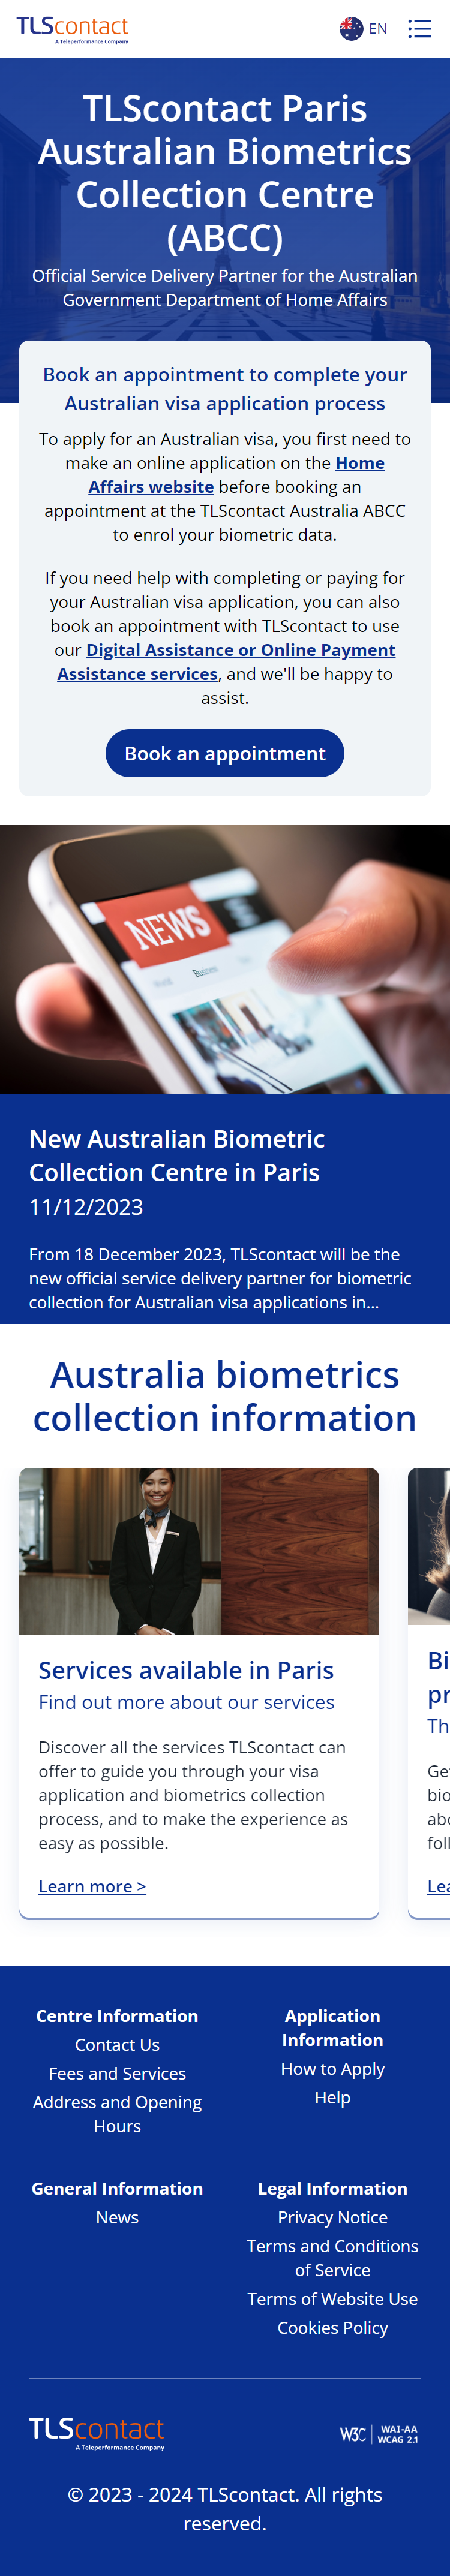 TLScontact
A Teleperformance Company
EN
TLScontact Paris
Australian Biometrics
Collection Centre
(ABCC)
Official Service Delivery Partner for the Australian
Government Department of Home Affairs
Book an appointment to complete your
Australian visa application process
To apply for an Australian visa, you first need to
make an online application on the Home
Affairs website before booking an
appointment at the TLScontact Australia ABCC
to enrol your biometric data.
If you need help with completing or paying for
your Australian visa application, you can also
book an appointment with TLScontact to use
our Digital Assistance or Online Payment
Assistance services, and we'll be happy to
assist.
Book an appointment
NEWS
Business
New Australian Biometric
Collection Centre in Paris
11/12/2023
From 18 December 2023, TLScontact will be the
new official service delivery partner for biometric
collection for Australian visa applications in...
Australia biometrics
collection information
Services available in Paris
Find out more about our services
Discover all the services TLScontact can
offer to guide you through your visa
application and biometrics collection
process, and to make the experience as
easy as possible.
Learn more >
Bi
pr
Th
Ge
bio
abo
foll
Lea
Centre Information
Contact Us
Fees and Services
Address and Opening
Hours
Application
Information
How to Apply
Help
General Information
News
Legal Information
Privacy Notice
Terms and Conditions
of Service
Terms of Website Use
Cookies Policy
TLScontact
A Teleperformance Company
W3C WAI-AA
WCAG 2.1
© 2023 - 2024 TLScontact. All rights
reserved.